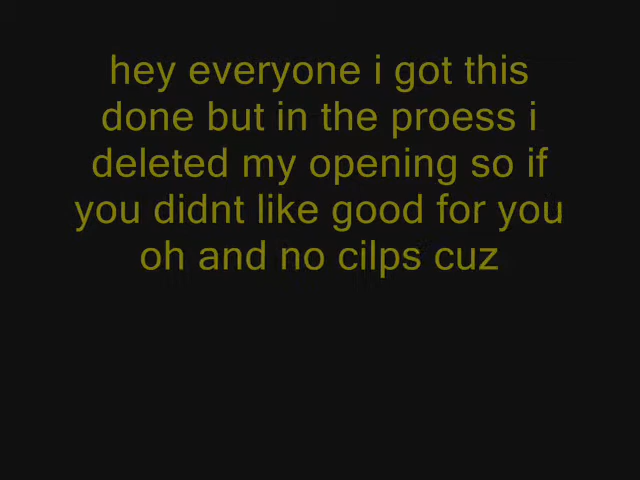 hey everyone i got this
done but in the proess i
deleted my opening so if
you didnt like good for you
oh and no cilps cuz